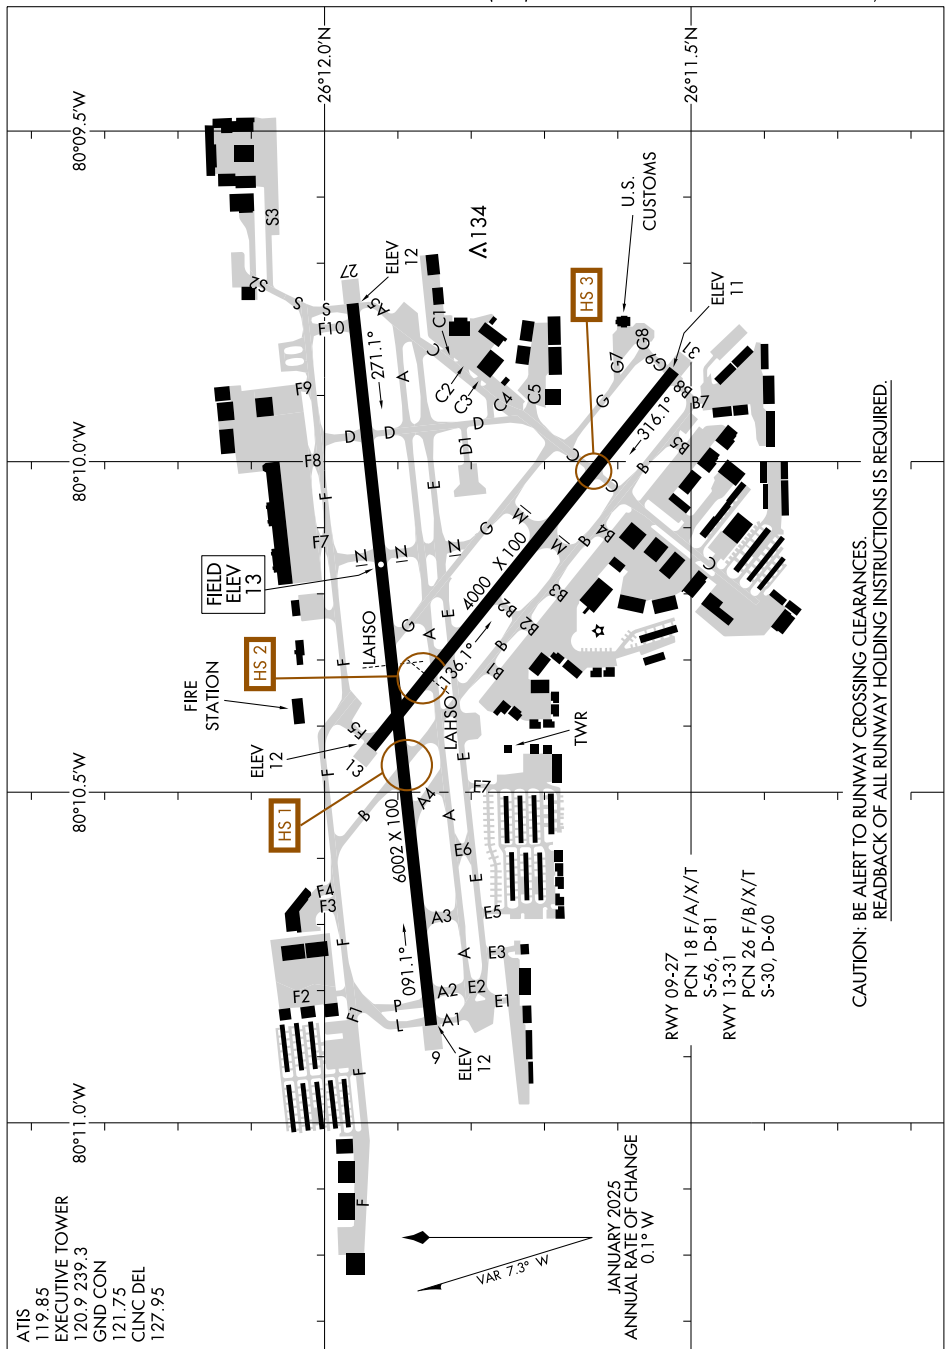 ATIS
119.85
EXECUTIVE TOWER
120.9 239.3
GND CON
121.75
CLNC DEL
127.95
80°11.0'W
80°10.5'W
80°10.0'W
80°09.5'W
26°12.0'N
26°11.5'N
VAR 7.3° W
JANUARY 2025
ANNUAL RATE OF CHANGE
0.1° W
FIRE
STATION
FIELD
ELEV
13
HS 1
HS 2
HS 3
ELEV
12
ELEV
12
ELEV
12
ELEV
11
LAHSO
LAHSO
TWR
U.S.
CUSTOMS
134
9
27
13
31
6002 X 100
091.1°
271.1°
4000 X 100
136.1°
316.1°
F
F
F1
F2
F
F3
F4
F
F5
F
F7
F
F8
F9
F10
S
S
S2
S3
L
P
A1
A2
A3
A4
A
A
A
A
A5
B
B
B1
B2
B2
B3
B
B4
B
B5
B7
B8
C
C
C
C
C1
C2
C3
C4
C5
D
D
D
D1
E
E
E
E
E1
E2
E3
E5
E6
E7
G
G
G
G7
G8
G9
M
M
N
N
N
RWY 09-27
PCN 18 F/A/X/T
S-56, D-81
RWY 13-31
PCN 26 F/B/X/T
S-30, D-60
CAUTION: BE ALERT TO RUNWAY CROSSING CLEARANCES.
READBACK OF ALL RUNWAY HOLDING INSTRUCTIONS IS REQUIRED.